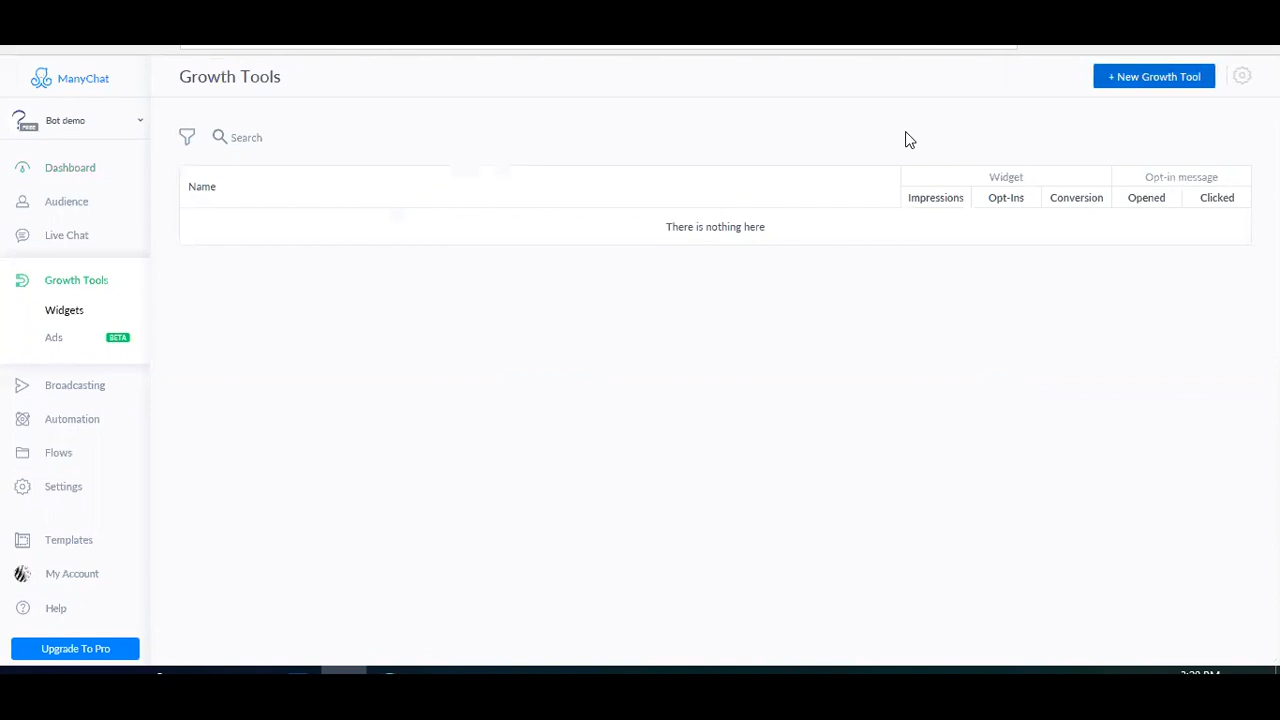 ManyChat
Growth Tools
+ New Growth Tool
Bot demo
Search
Dashboard
Audience
Live Chat
Growth Tools
Widgets
Ads BETA
Broadcasting
Automation
Flows
Settings
Templates
My Account
Help
Upgrade To Pro
Name
Widget
Opt-in message
Impressions Opt-Ins Conversion Opened Clicked
There is nothing here